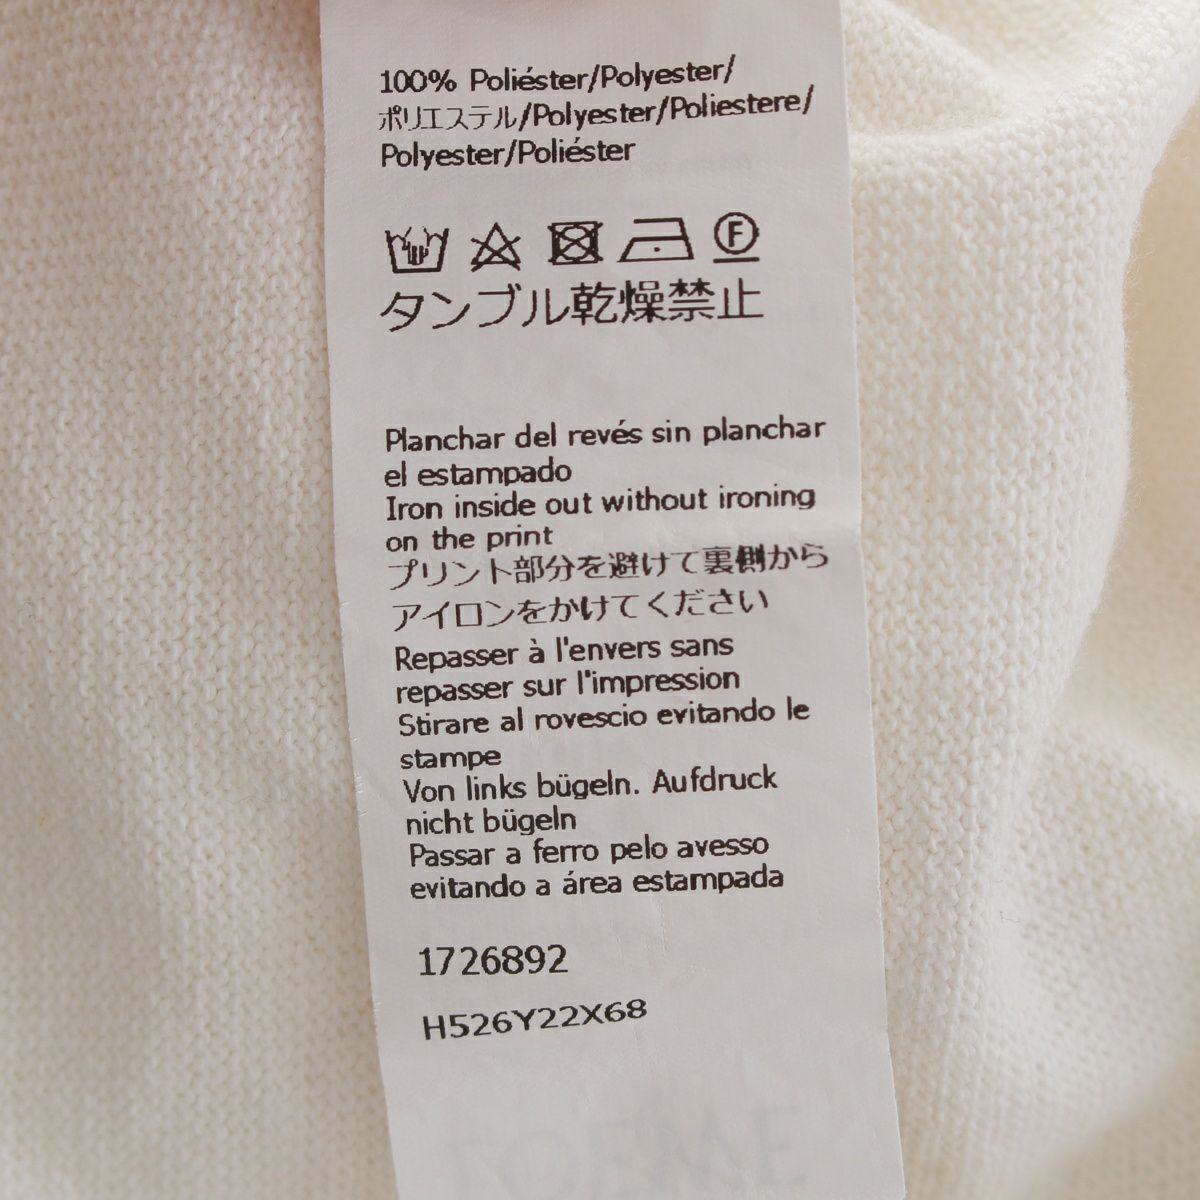 100% Poliéster/Polyester/
ポリエステル/Polyester/Poliestere/
Polyester/Poliéster
F
タンブル乾燥禁止
Planchar del revés sin planchar
el estampado
Iron inside out without ironing
on the print
プリント部分を避けて裏側から
アイロンをかけてください
Repasser à l'envers sans
repasser sur l'impression
Stirare al rovescio evitando le
stampe
Von links bügeln. Aufdruck
nicht bügeln
Passar a ferro pelo avesso
evitando a área estampada
1726892
H526Y22X68